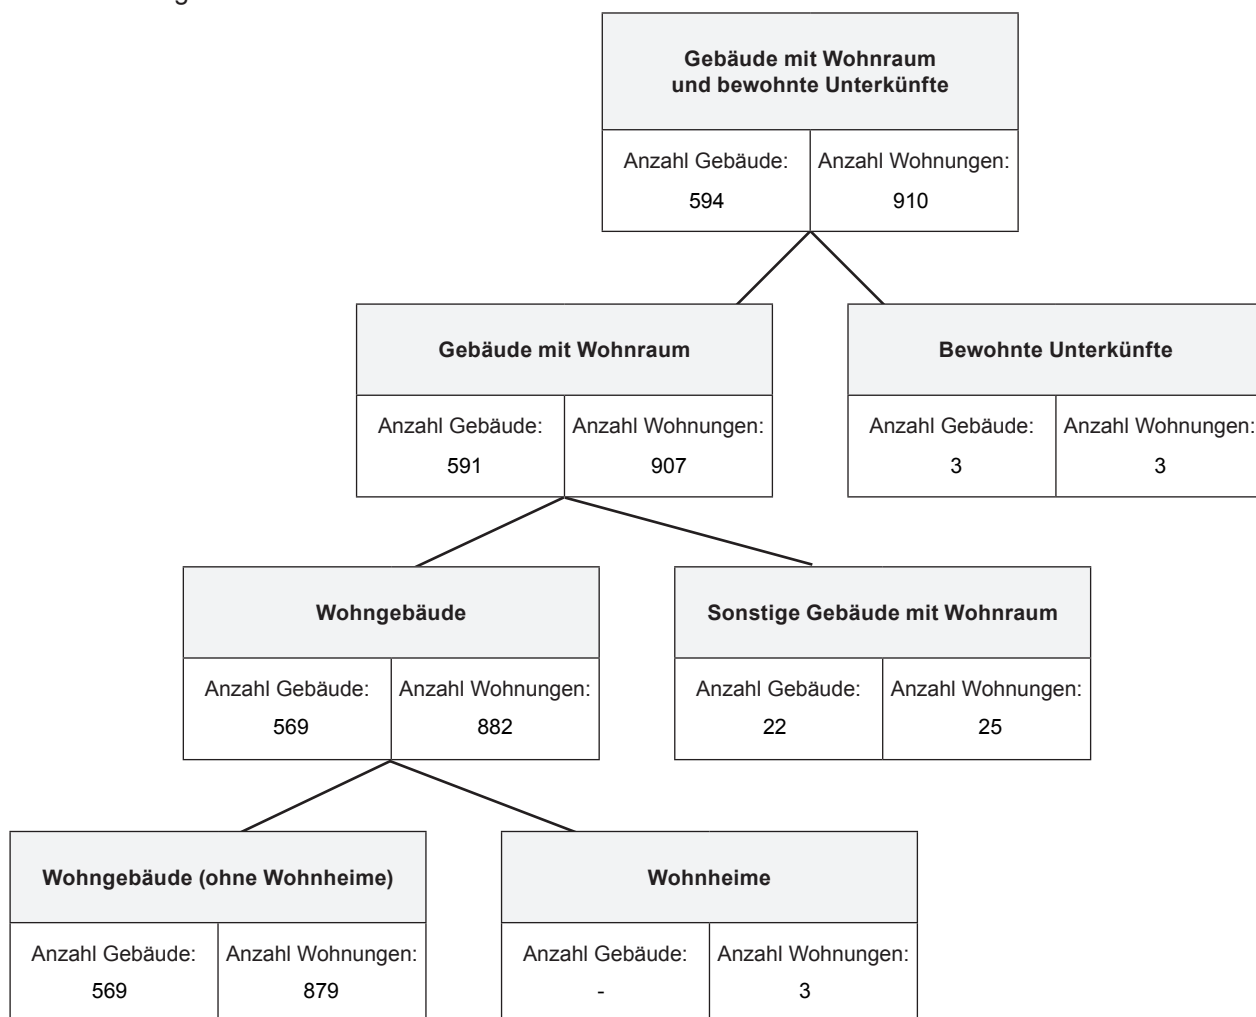 Gebäude mit Wohnraum
und bewohnte Unterkünfte
Anzahl Gebäude: Anzahl Wohnungen:
594 910
Gebäude mit Wohnraum
Anzahl Gebäude: Anzahl Wohnungen:
591 907
Bewohnte Unterkünfte
Anzahl Gebäude: Anzahl Wohnungen:
3 3
Wohngebäude
Anzahl Gebäude: Anzahl Wohnungen:
569 882
Sonstige Gebäude mit Wohnraum
Anzahl Gebäude: Anzahl Wohnungen:
22 25
Wohngebäude (ohne Wohnheime)
Anzahl Gebäude: Anzahl Wohnungen:
569 879
Wohnheime
Anzahl Gebäude: Anzahl Wohnungen:
- 3